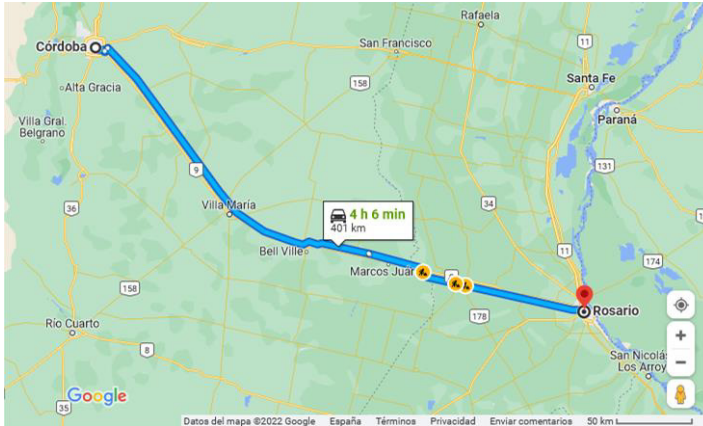 Rafaela
11
Córdoba
San Francisco
Santa Fe
158
Alta Gracia
Paraná
Villa Gral.
Belgrano
131
9
34
36
Villa María
4 h 6 min
401 km
11
Bell Ville
174
Marcos Juar
158
Rosario
178
Río Cuarto
8
San Nicolás
Los Arroy
Google
35
Datos del mapa ©2022 Google España Términos Privacidad Enviar comentarios 50 km